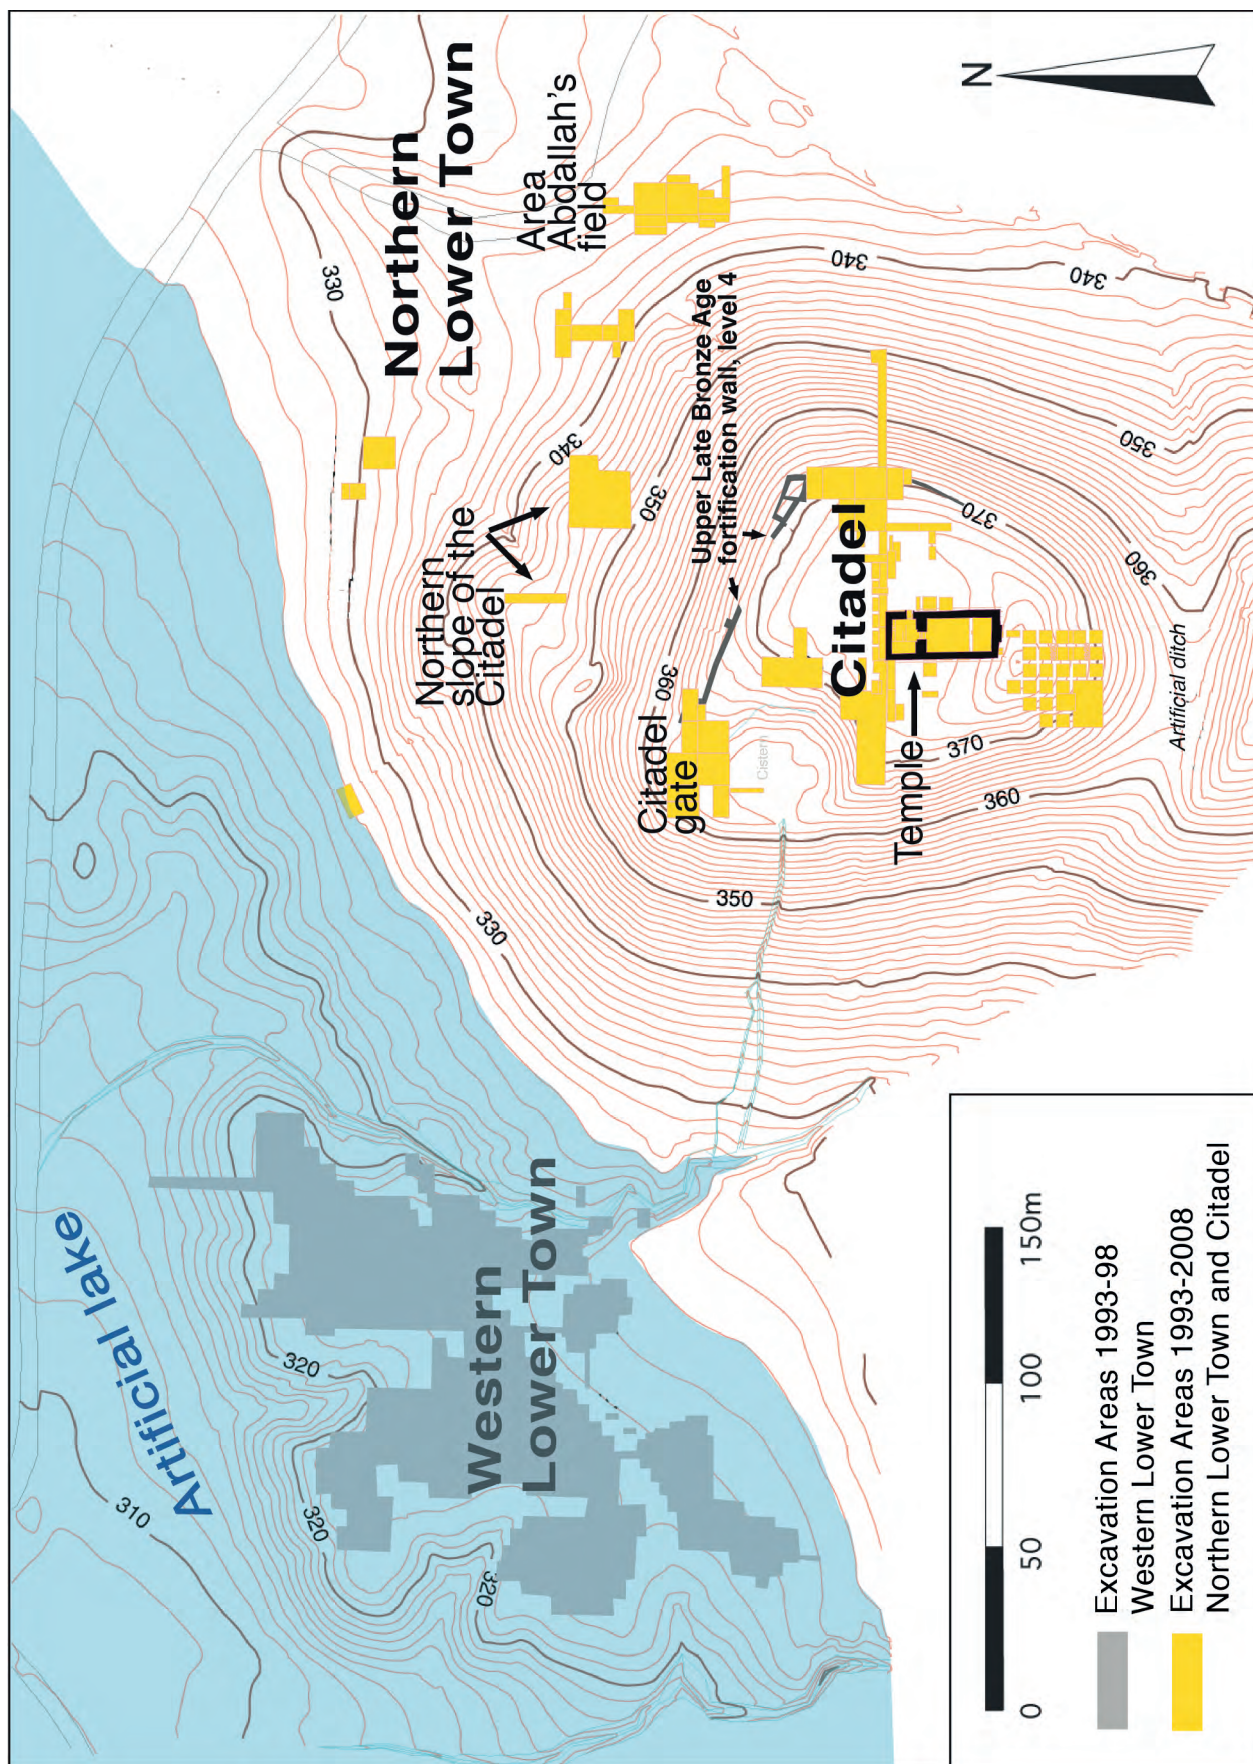 Artificial lake
Western
Lower Town
Northern
Lower Town
Area
Abdallah's
field
Northern
slope of the
Citadel
Upper Late Bronze Age
fortification wall, level 4
Citadel
gate
Cistern
Citadel
Temple
Artificial ditch
N
310
320
320
320
330
330
340
340
340
350
350
350
360
360
360
370
370
0 50 100 150m
Excavation Areas 1993-98
Western Lower Town
Excavation Areas 1993-2008
Northern Lower Town and Citadel